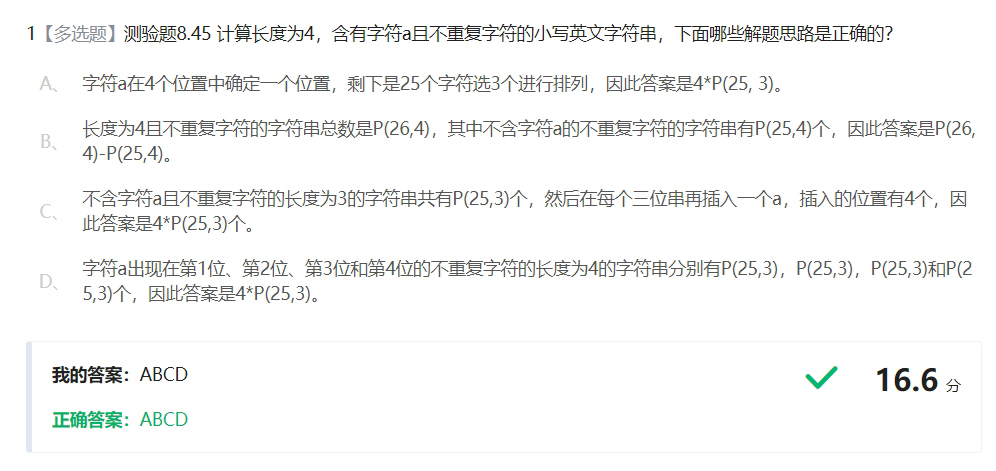 1【多选题】测验题8.45 计算长度为4，含有字符a且不重复字符的小写英文字符串，下面哪些解题思路是正确的？
A、 字符a在4个位置中确定一个位置，剩下是25个字符选3个进行排列，因此答案是4*P(25, 3)。
B、 长度为4且不重复字符的字符串总数是P(26,4)，其中不含字符a的不重复字符的字符串有P(25,4)个，因此答案是P(26,
4)-P(25,4)。
C、 不含字符a且不重复字符的长度为3的字符串共有P(25,3)个，然后在每个三位串再插入一个a，插入的位置有4个，因
此答案是4*P(25,3)个。
D、 字符a出现在第1位、第2位、第3位和第4位的不重复字符的长度为4的字符串分别有P(25,3)，P(25,3)，P(25,3)和P(2
5,3)个，因此答案是4*P(25,3)。
我的答案：ABCD
16.6 分
正确答案：ABCD